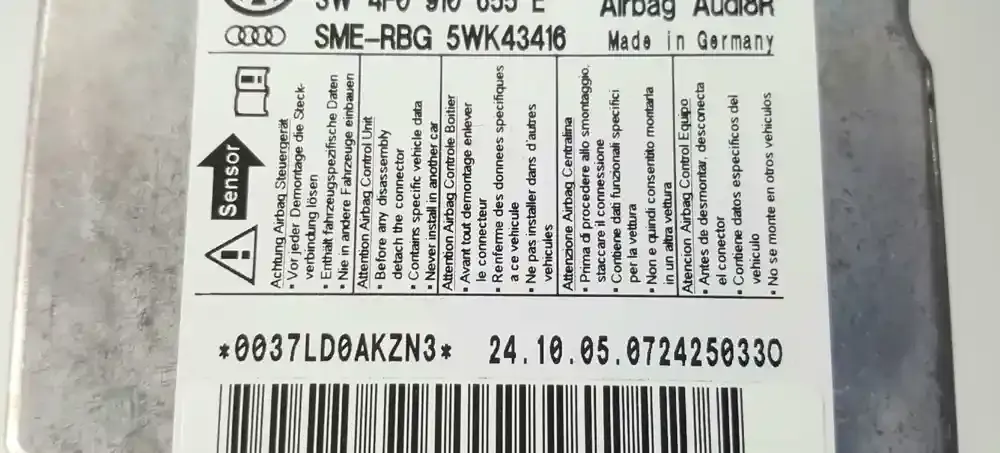 SW 4F0 910 655 E
Airbag Audi8R
SME-RBG 5WK43416
Made in Germany
Sensor
Achtung Airbag Steuergerät
• Vor jeder Demontage die Steck-
verbindung lösen
• Enthält fahrzeugspezifische Daten
• Nie in andere Fahrzeuge einbauen
Attention Airbag Control Unit
• Before any disassembly
detach the connector
• Contains specific vehicle data
• Never install in another car
Attention Airbag Controle Boitier
• Avant tout demontage enlever
le connecteur
• Renferme des donnees specifiques
a ce vehicule
• Ne pas installer dans d'autres
vehicules
Attenzione Airbag Centralina
• Prima di procedere allo smontaggio,
staccare il connessione
• Contiene dati funzionali specifici
per la vettura
• Non e quindi consentito montarla
in un altra vettura
Atencion Airbag Control Equipo
• Antes de desmontar, desconecta
el conector
• Contiene datos especificos del
vehiculo
• No se monte en otros vehiculos
*0037LD0AKZN3* 24.10.05.0724250330